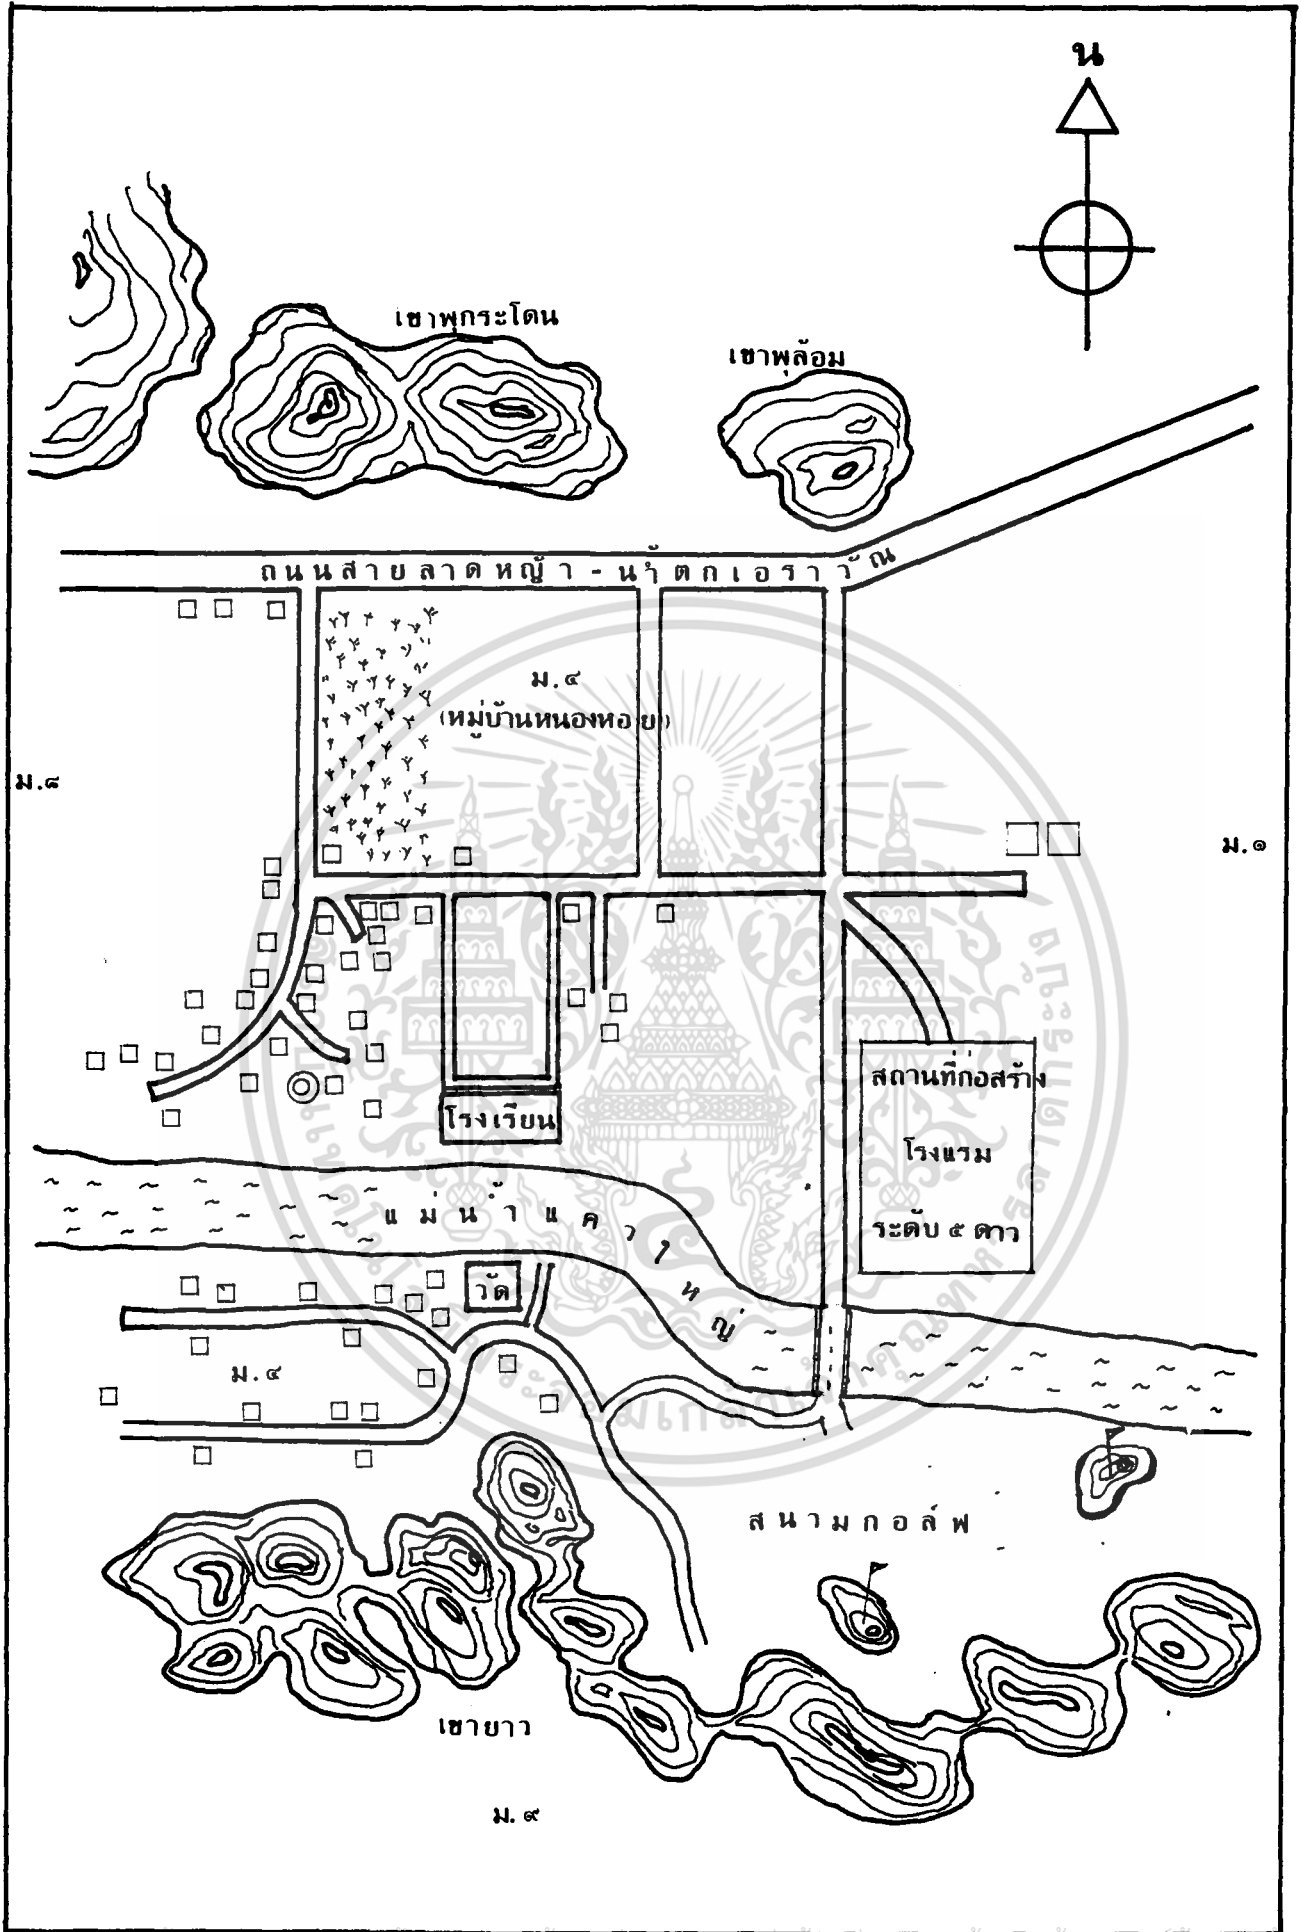 น
เขาพุกระโดน
เขาพุล้อม
ถนนสายลาดหญ้า - น้ำตกเอราวัณ
ม.๔
(หมู่บ้านหนองหอย)
ม.๘
ม.๑
สถานที่ก่อสร้าง
โรงแรม
ระดับ ๕ ดาว
โรงเรียน
แม่น้ำแควใหญ่
วัด
ม.๔
สนามกอล์ฟ
เขายาว
ม.๙